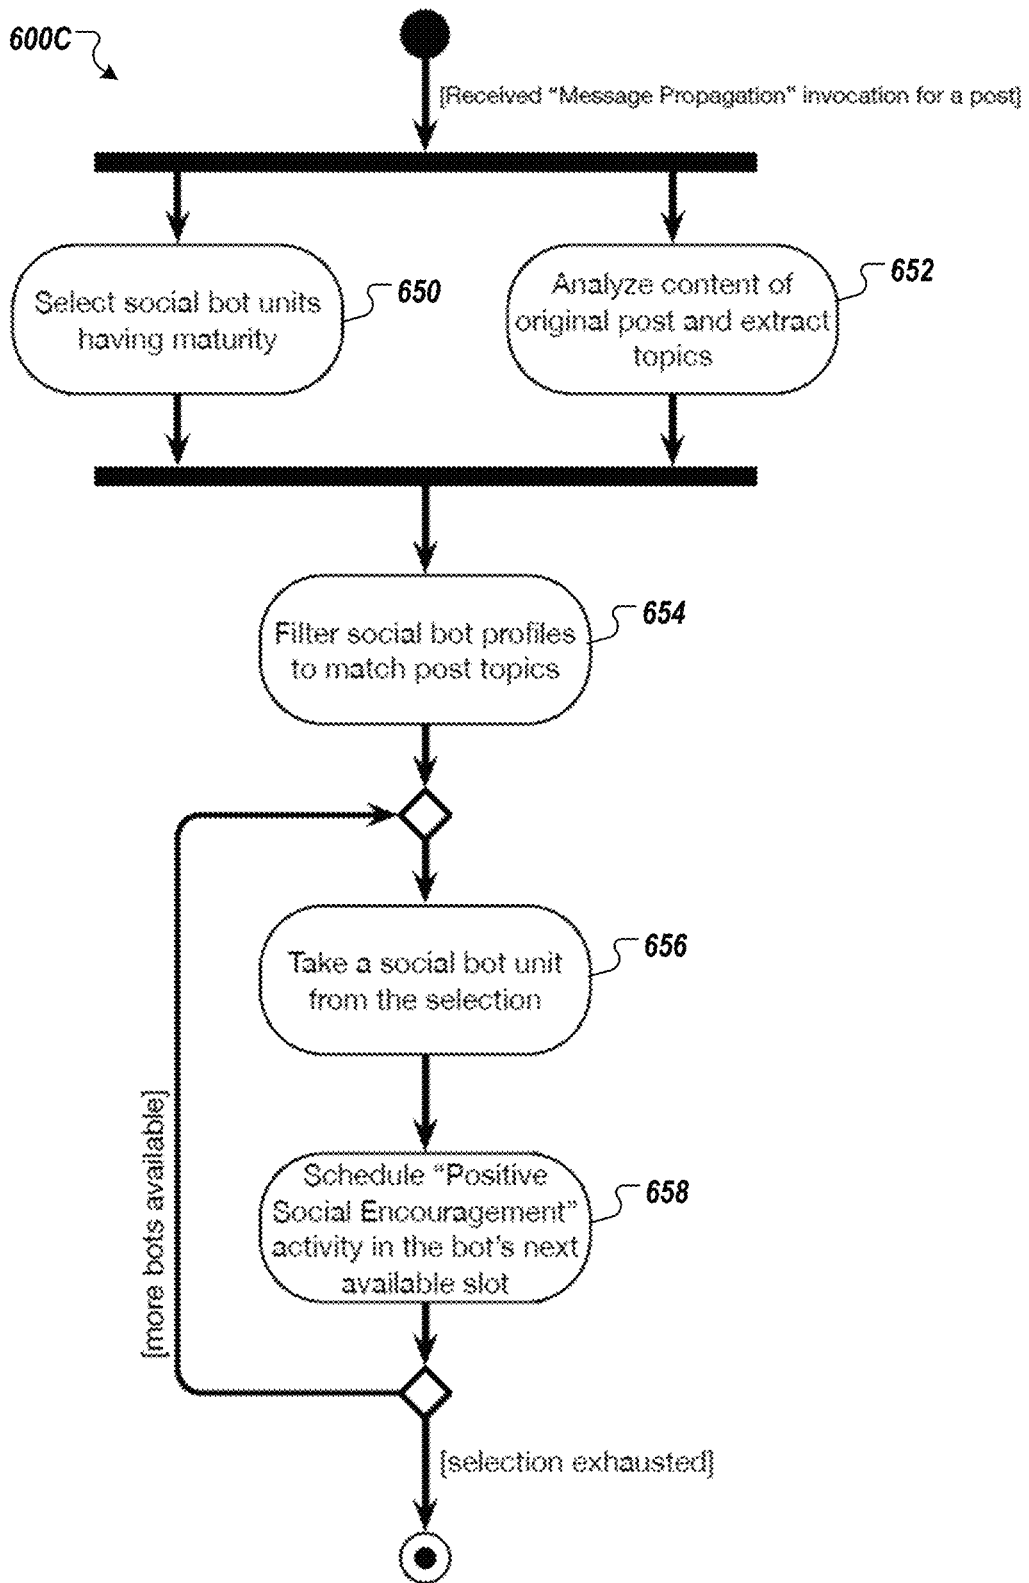 600C
[Received “Message Propagation” invocation for a post]
Select social bot units
having maturity
650
Analyze content of
original post and extract
topics
652
Filter social bot profiles
to match post topics
654
Take a social bot unit
from the selection
656
[more bots available]
Schedule “Positive
Social Encouragement”
activity in the bot’s next
available slot
658
[selection exhausted]